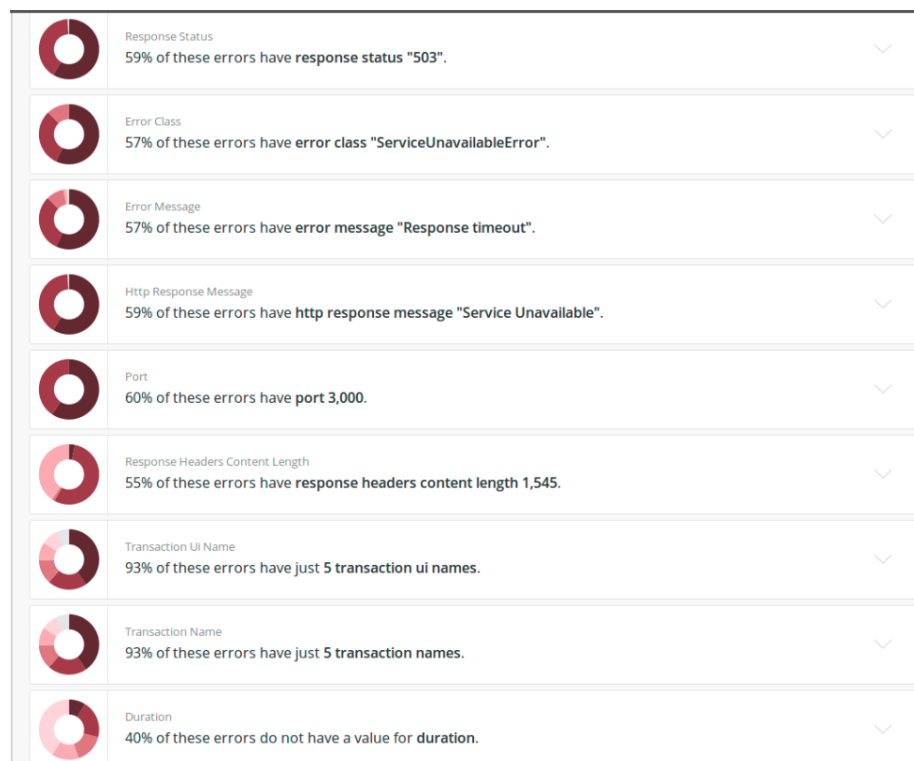 Response Status
59% of these errors have response status "503".
Error Class
57% of these errors have error class "ServiceUnavailableError".
Error Message
57% of these errors have error message "Response timeout".
Http Response Message
59% of these errors have http response message "Service Unavailable".
Port
60% of these errors have port 3,000.
Response Headers Content Length
55% of these errors have response headers content length 1,545.
Transaction Ui Name
93% of these errors have just 5 transaction ui names.
Transaction Name
93% of these errors have just 5 transaction names.
Duration
40% of these errors do not have a value for duration.